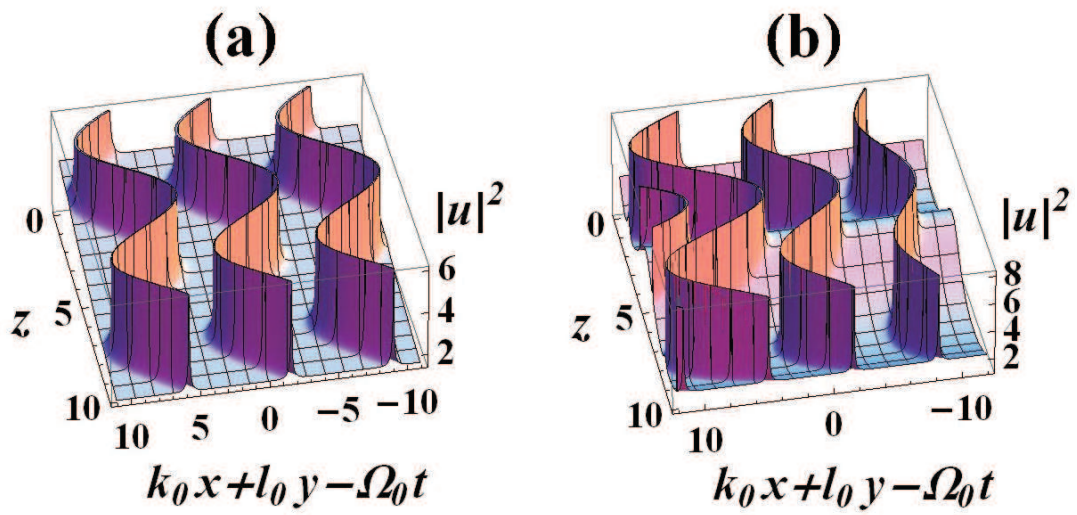 (a) (b)
|u|² |u|²
0 0
6 8
z 5 4 z 5 6
2 4
2
10 10
10 5 0 −5 −10 10 0 −10
k₀x+l₀y−Ω₀t k₀x+l₀y−Ω₀t